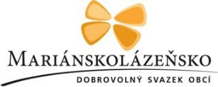 MARIÁNSKOLÁZEŇSKO
DOBROVOLNÝ SVAZEK OBCÍ